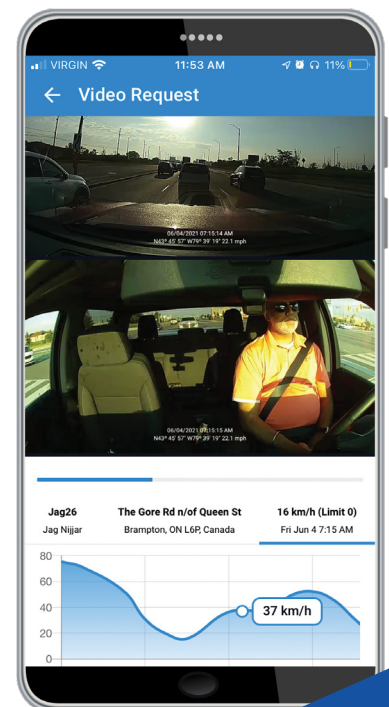 VIRGIN 11:53 AM 11%
Video Request
06/04/2021 07:15:14 AM
N43° 45' 57" W79° 39' 19" 22.1 mph
06/04/2021 07:15:15 AM
N43° 45' 57" W79° 39' 19" 22.1 mph
Jag26 The Gore Rd n/of Queen St 16 km/h (Limit 0)
Jag Nijjar Brampton, ON L6P, Canada Fri Jun 4 7:15 AM
80
60
40
37 km/h
20
0